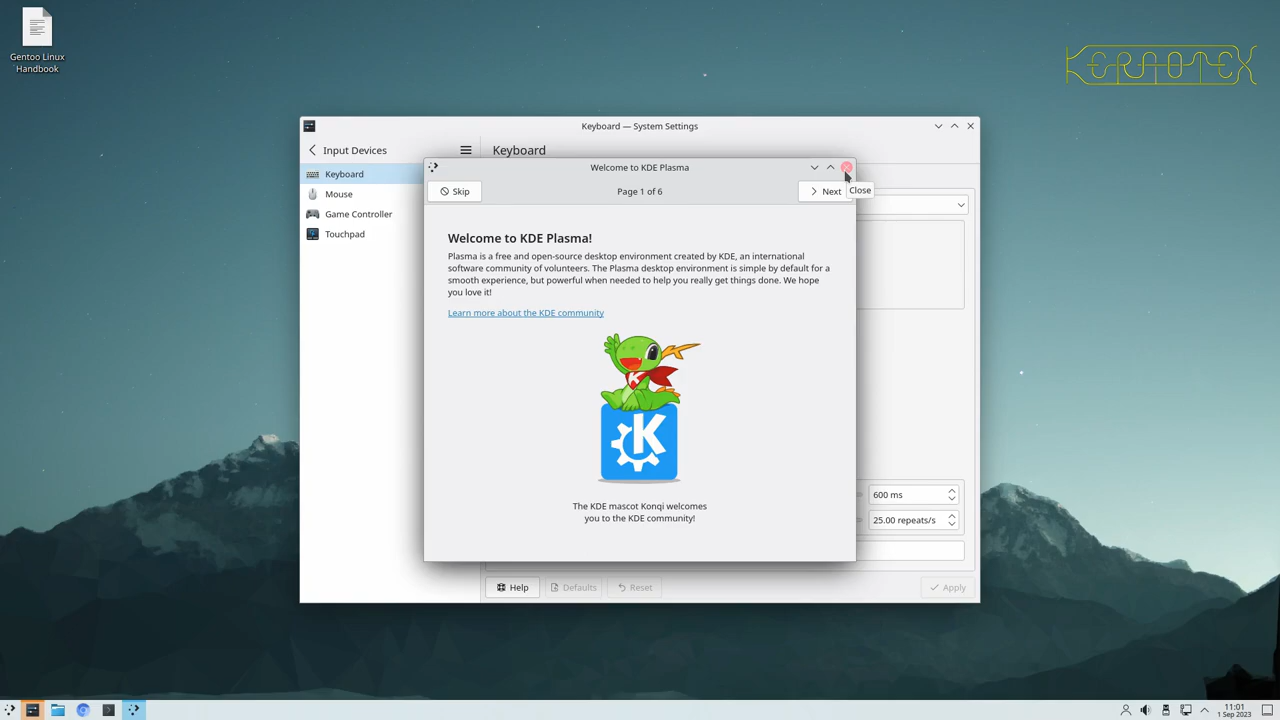 Gentoo Linux
Handbook
KERNOTEX
Keyboard — System Settings
Input Devices
Keyboard
Keyboard
Mouse
Game Controller
Touchpad
Welcome to KDE Plasma
Skip
Page 1 of 6
Next
Close
Welcome to KDE Plasma!
Plasma is a free and open-source desktop environment created by KDE, an international
software community of volunteers. The Plasma desktop environment is simple by default for a
smooth experience, but powerful when needed to help you really get things done. We hope
you love it!
Learn more about the KDE community
K
K
The KDE mascot Konqi welcomes
you to the KDE community!
600 ms
25.00 repeats/s
Help
Defaults
Reset
Apply
11:01
1 Sep 2023